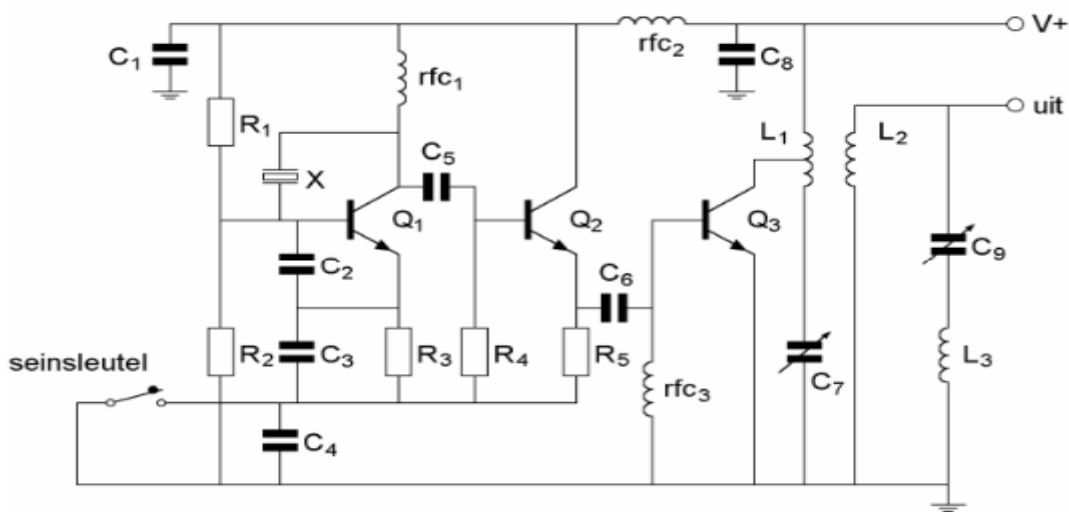 V+
rfc₂
C₁
C₈
rfc₁
uit
R₁
L₁
L₂
C₅
X
Q₁
Q₂
Q₃
C₂
C₆
C₉
R₂
C₃
R₃
R₄
R₅
seinsleutel
rfc₃
C₇
L₃
C₄